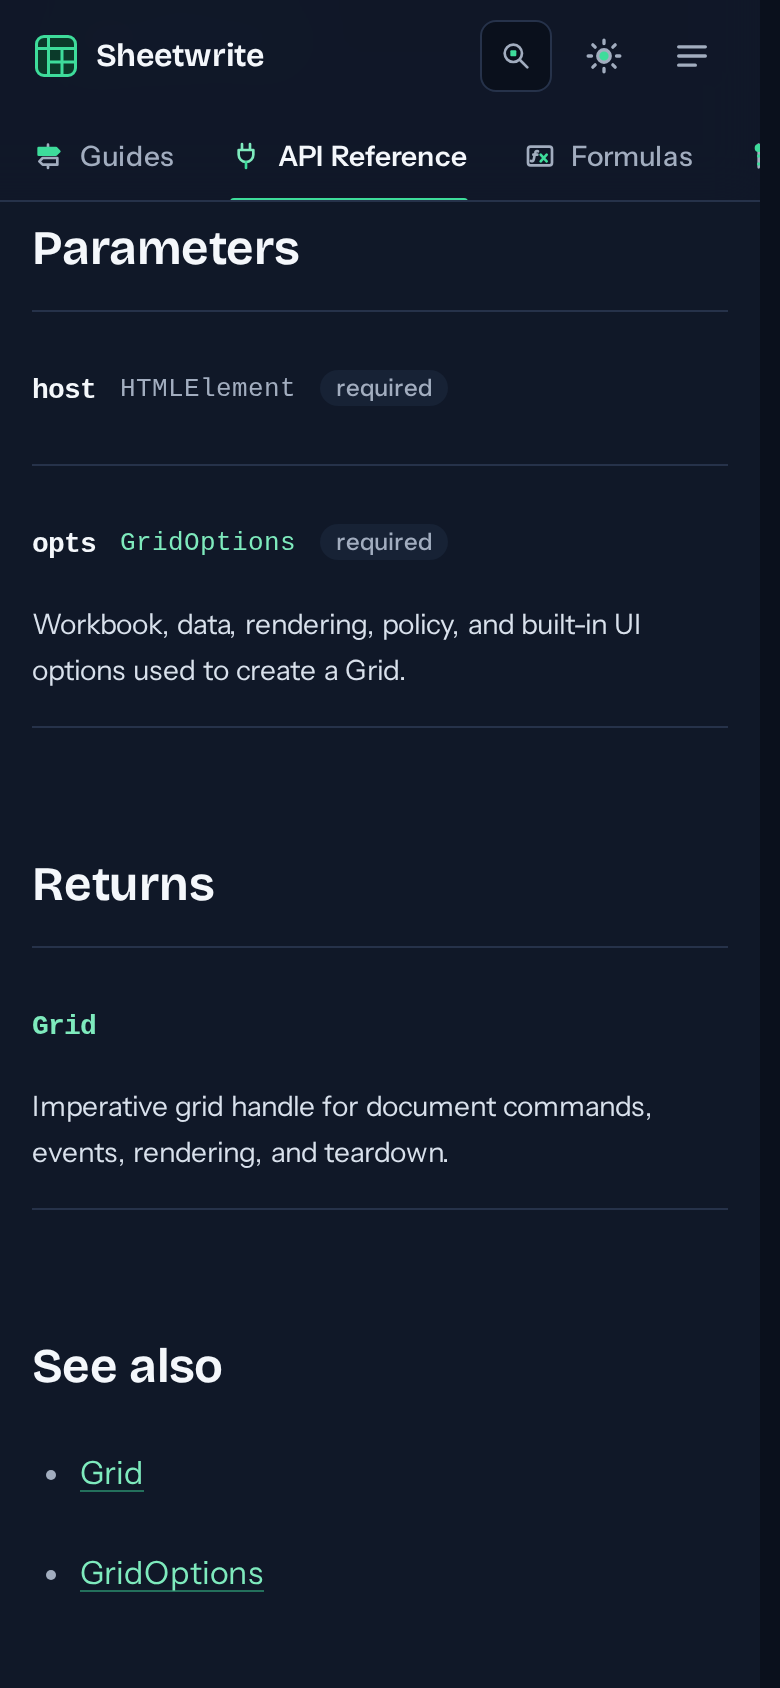 Sheetwrite
Guides
API Reference
fx Formulas
Parameters
host HTMLElement required
opts GridOptions required
Workbook, data, rendering, policy, and built-in UI
options used to create a Grid.
Returns
Grid
Imperative grid handle for document commands,
events, rendering, and teardown.
See also
Grid
GridOptions